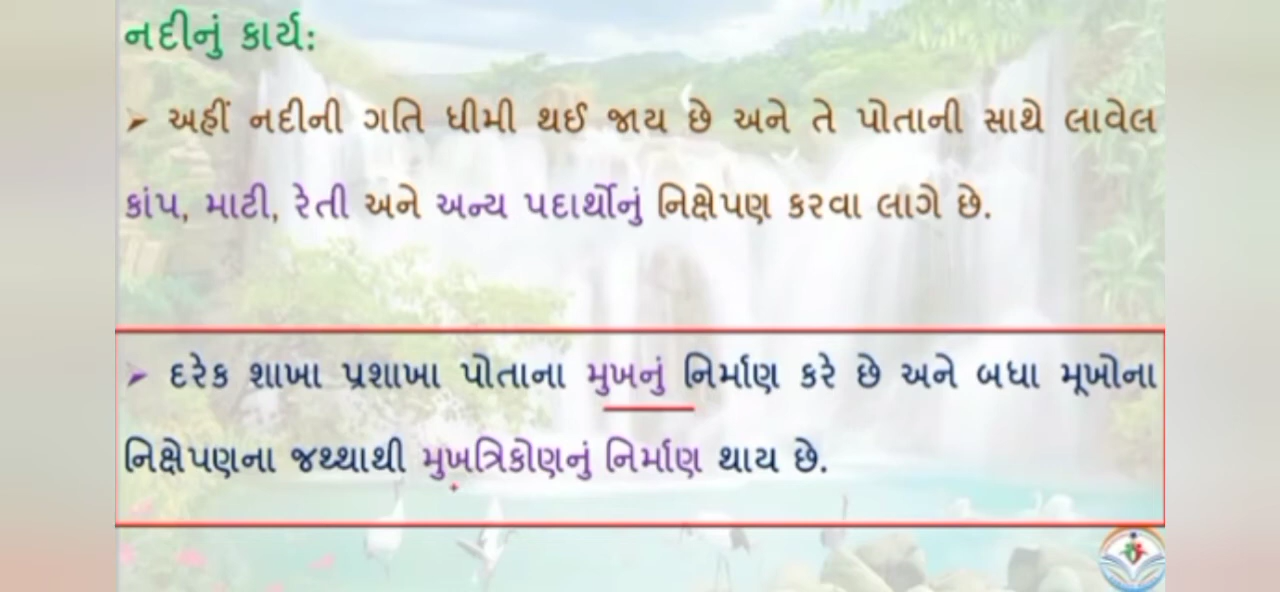 નદીનું કાર્ય:
➤ અહીં નદીની ગતિ ધીમી થઈ જાય છે અને તે પોતાની સાથે લાવેલ
કાંપ, માટી, રેતી અને અન્ય પદાર્થોનું નિક્ષેપણ કરવા લાગે છે.
➤ દરેક શાખા પ્રશાખા પોતાના મુખનું નિર્માણ કરે છે અને બધા મૂખોના
નિક્ષેપણના જથ્થાથી મુખત્રિકોણનું નિર્માણ થાય છે.